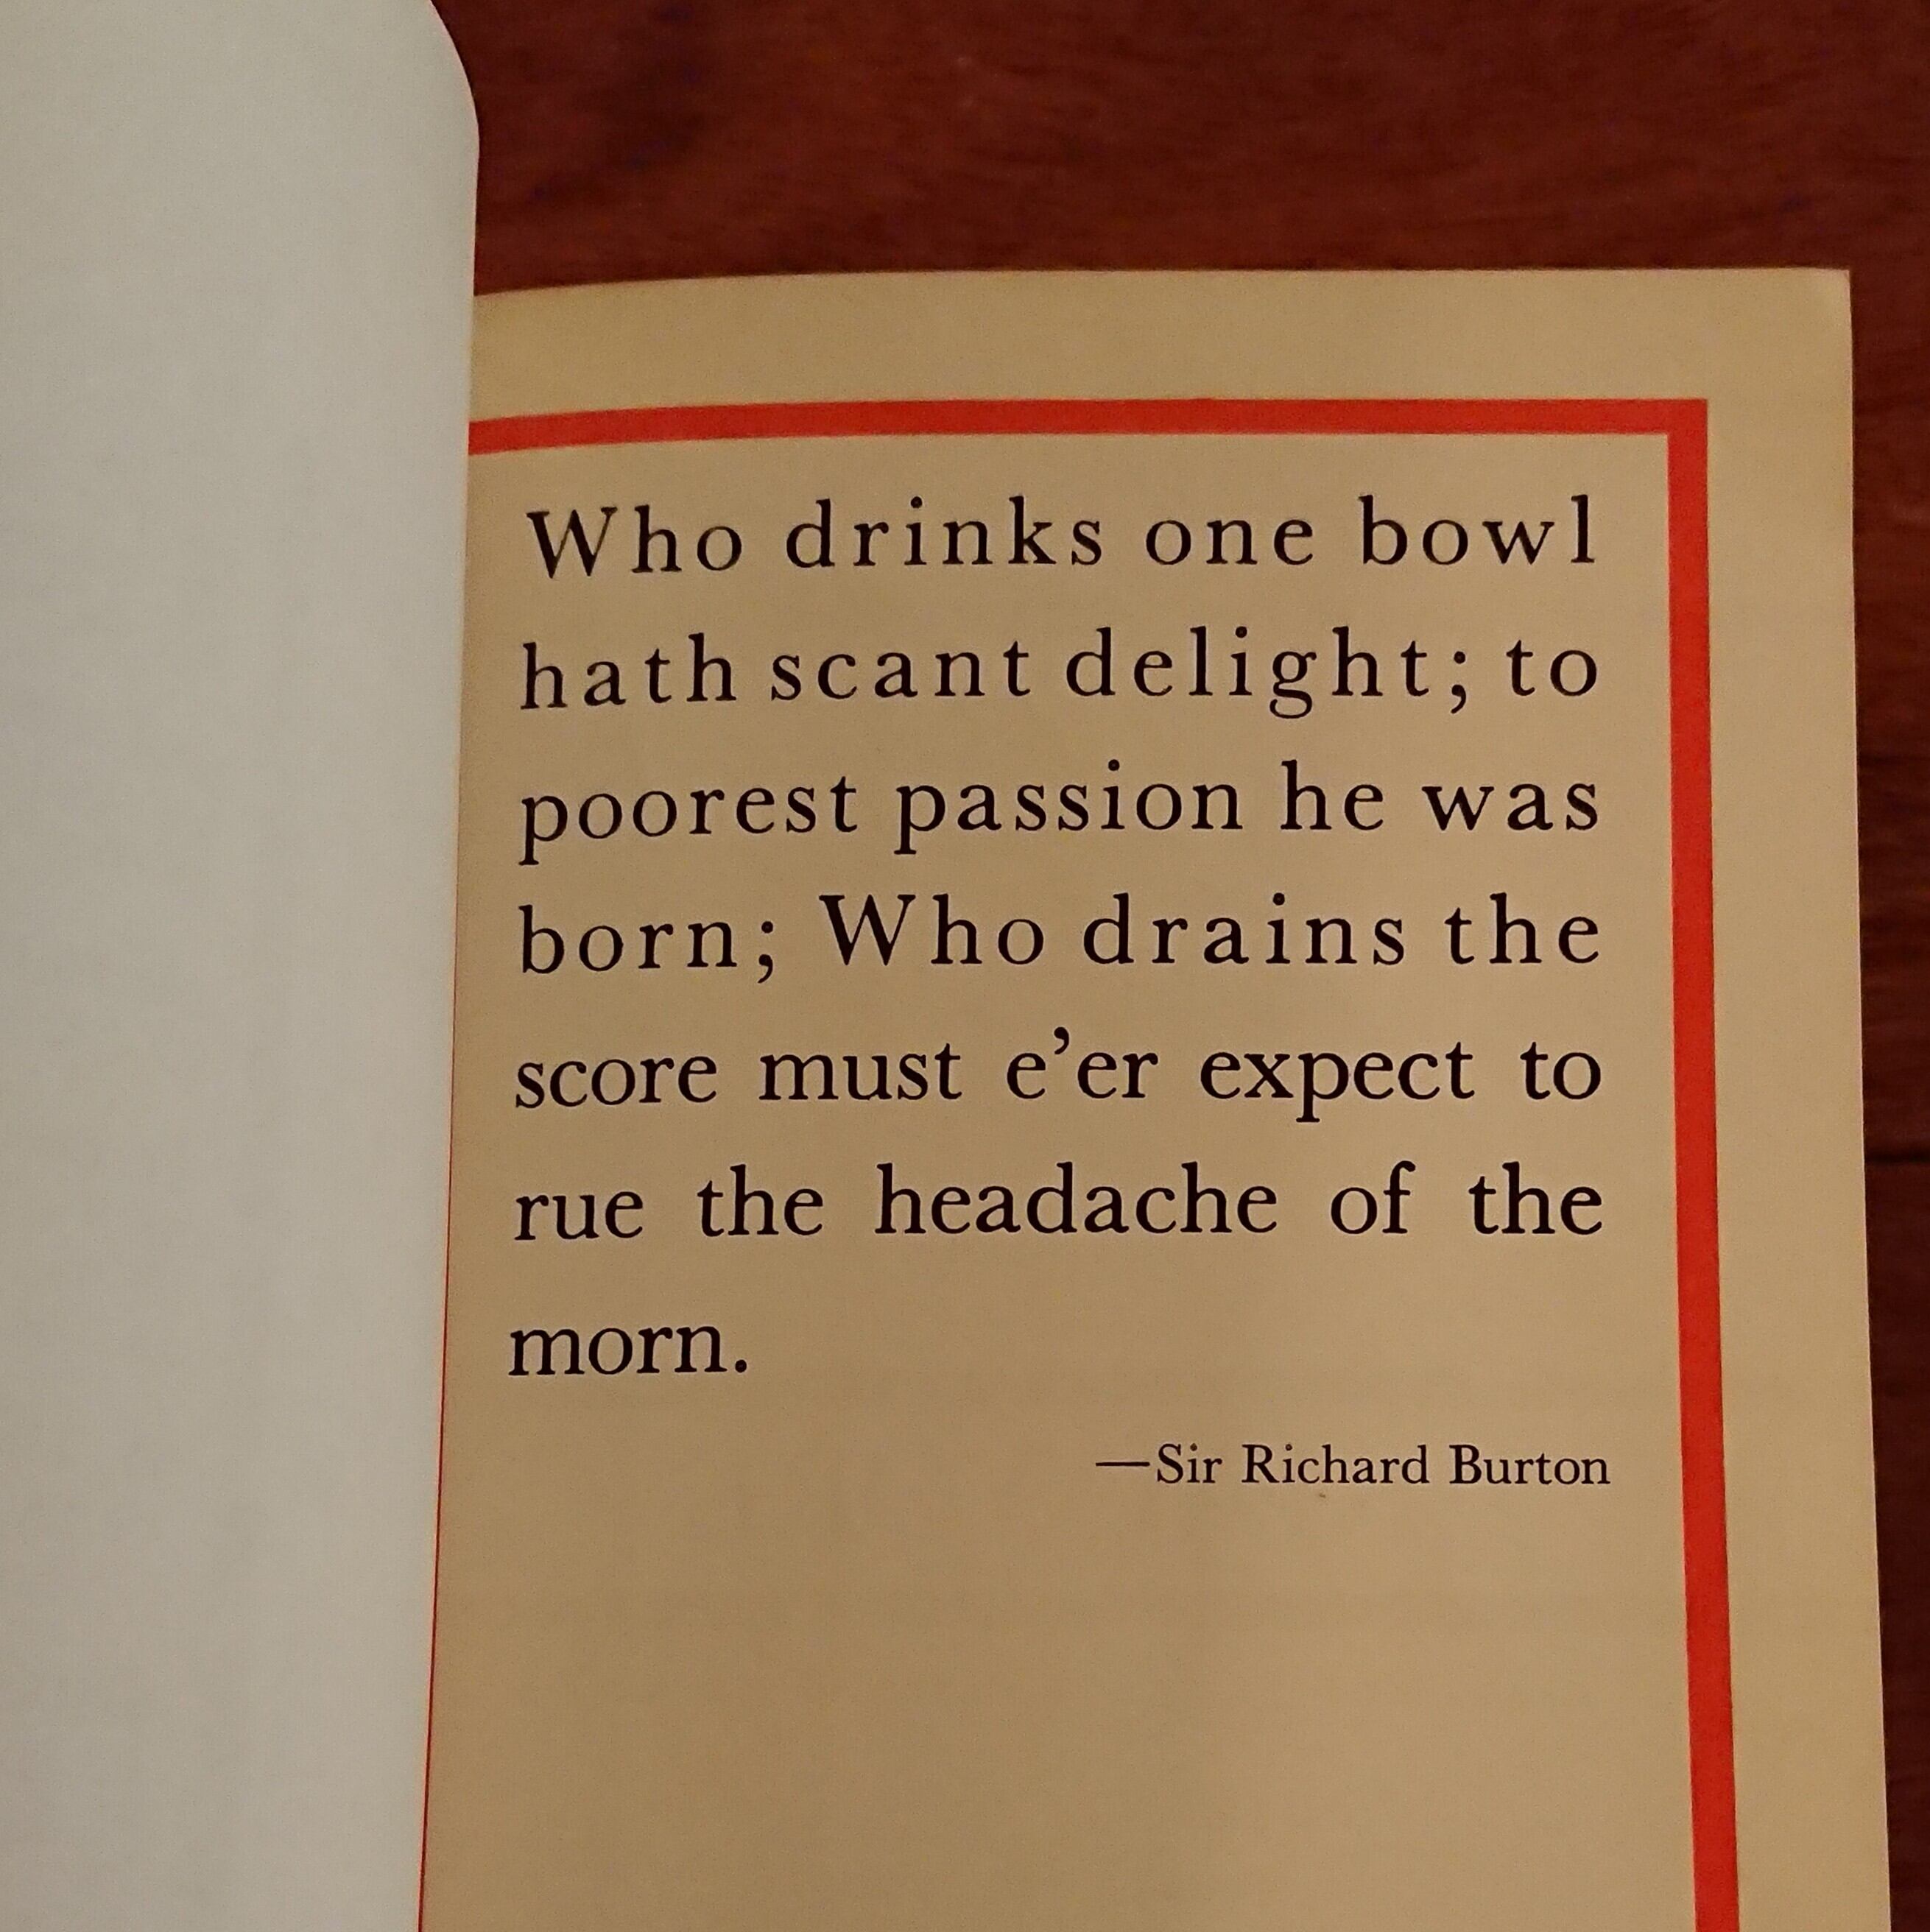 Who drinks one bowl
hath scant delight; to
poorest passion he was
born; Who drains the
score must e’er expect to
rue the headache of the
morn.
—Sir Richard Burton